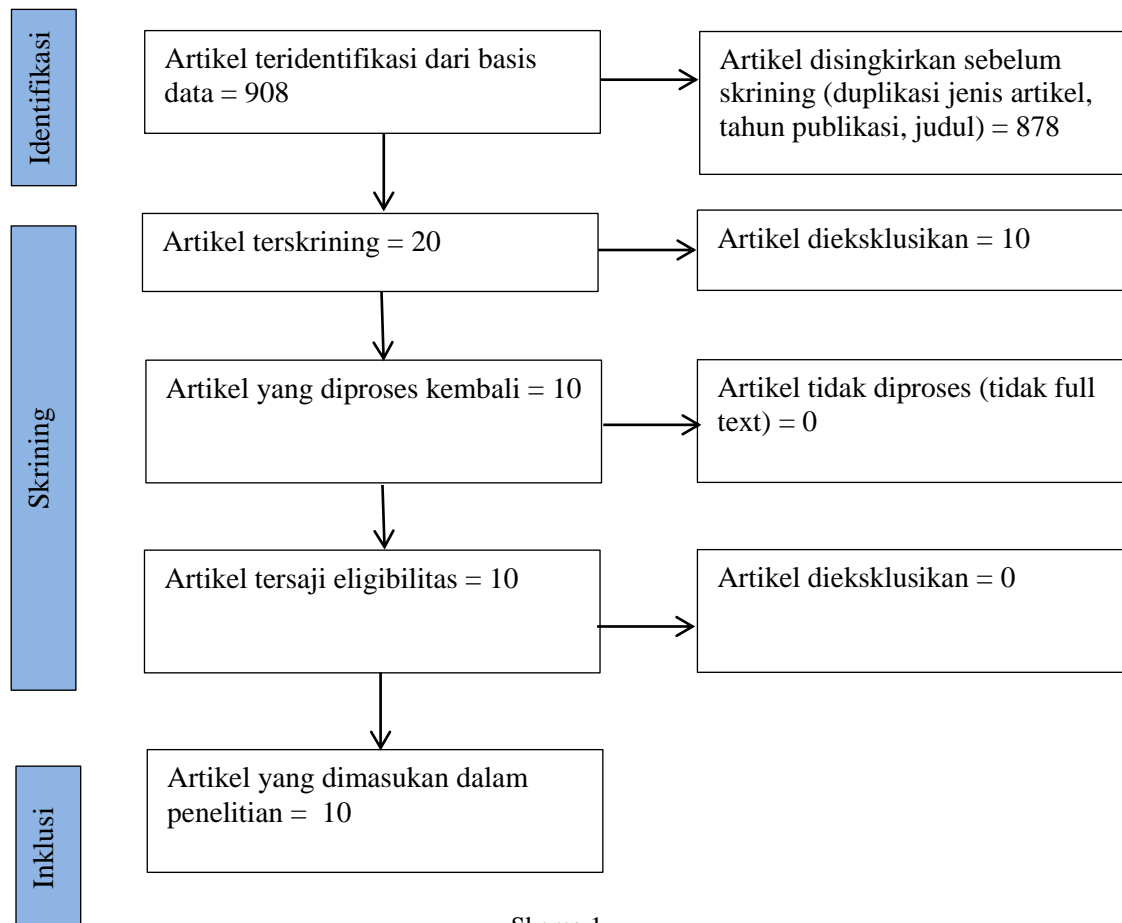 Identifikasi
Artikel teridentifikasi dari basis
data = 908
Artikel disingkirkan sebelum
skrining (duplikasi jenis artikel,
tahun publikasi, judul) = 878
Skrining
Artikel terskrining = 20
Artikel dieksklusikan = 10
Artikel yang diproses kembali = 10
Artikel tidak diproses (tidak full
text) = 0
Artikel tersaji eligibilitas = 10
Artikel dieksklusikan = 0
Inklusi
Artikel yang dimasukan dalam
penelitian =  10